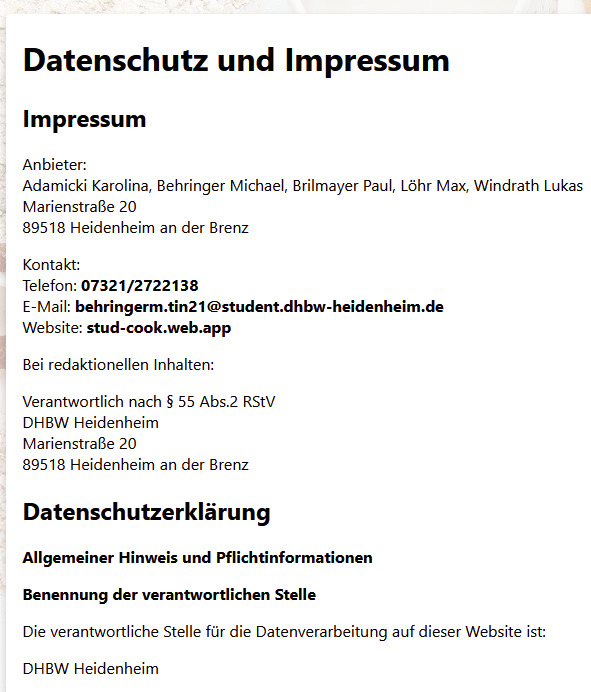 Datenschutz und Impressum
Impressum
Anbieter:
Adamicki Karolina, Behringer Michael, Brilmayer Paul, Löhr Max, Windrath Lukas
Marienstraße 20
89518 Heidenheim an der Brenz
Kontakt:
Telefon: 07321/2722138
E-Mail: behringerm.tin21@student.dhbw-heidenheim.de
Website: stud-cook.web.app
Bei redaktionellen Inhalten:
Verantwortlich nach § 55 Abs.2 RStV
DHBW Heidenheim
Marienstraße 20
89518 Heidenheim an der Brenz
Datenschutzerklärung
Allgemeiner Hinweis und Pflichtinformationen
Benennung der verantwortlichen Stelle
Die verantwortliche Stelle für die Datenverarbeitung auf dieser Website ist:
DHBW Heidenheim